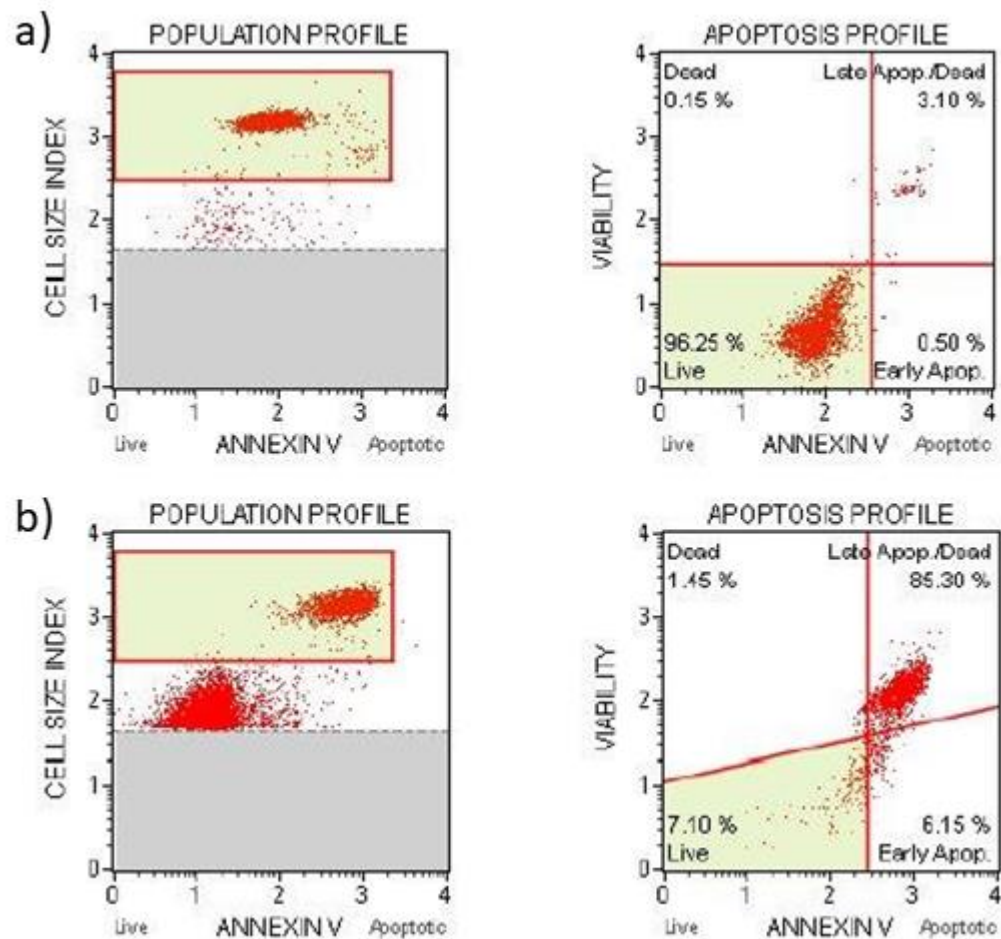 a)
POPULATION PROFILE
4
3
2
1
0
CELL SIZE INDEX
0 1 2 3 4
Live ANNEXIN V Apoptotic
APOPTOSIS PROFILE
4
3
2
1
0
VIABILITY
Dead Late Apop./Dead
0.15 % 3.10 %
96.25 % 0.50 %
Live Early Apop.
0 1 2 3 4
Live ANNEXIN V Apoptotic
b)
POPULATION PROFILE
4
3
2
1
0
CELL SIZE INDEX
0 1 2 3 4
Live ANNEXIN V Apoptotic
APOPTOSIS PROFILE
4
3
2
1
0
VIABILITY
Dead Late Apop./Dead
1.45 % 85.30 %
7.10 % 6.15 %
Live Early Apop.
0 1 2 3 4
Live ANNEXIN V Apoptotic